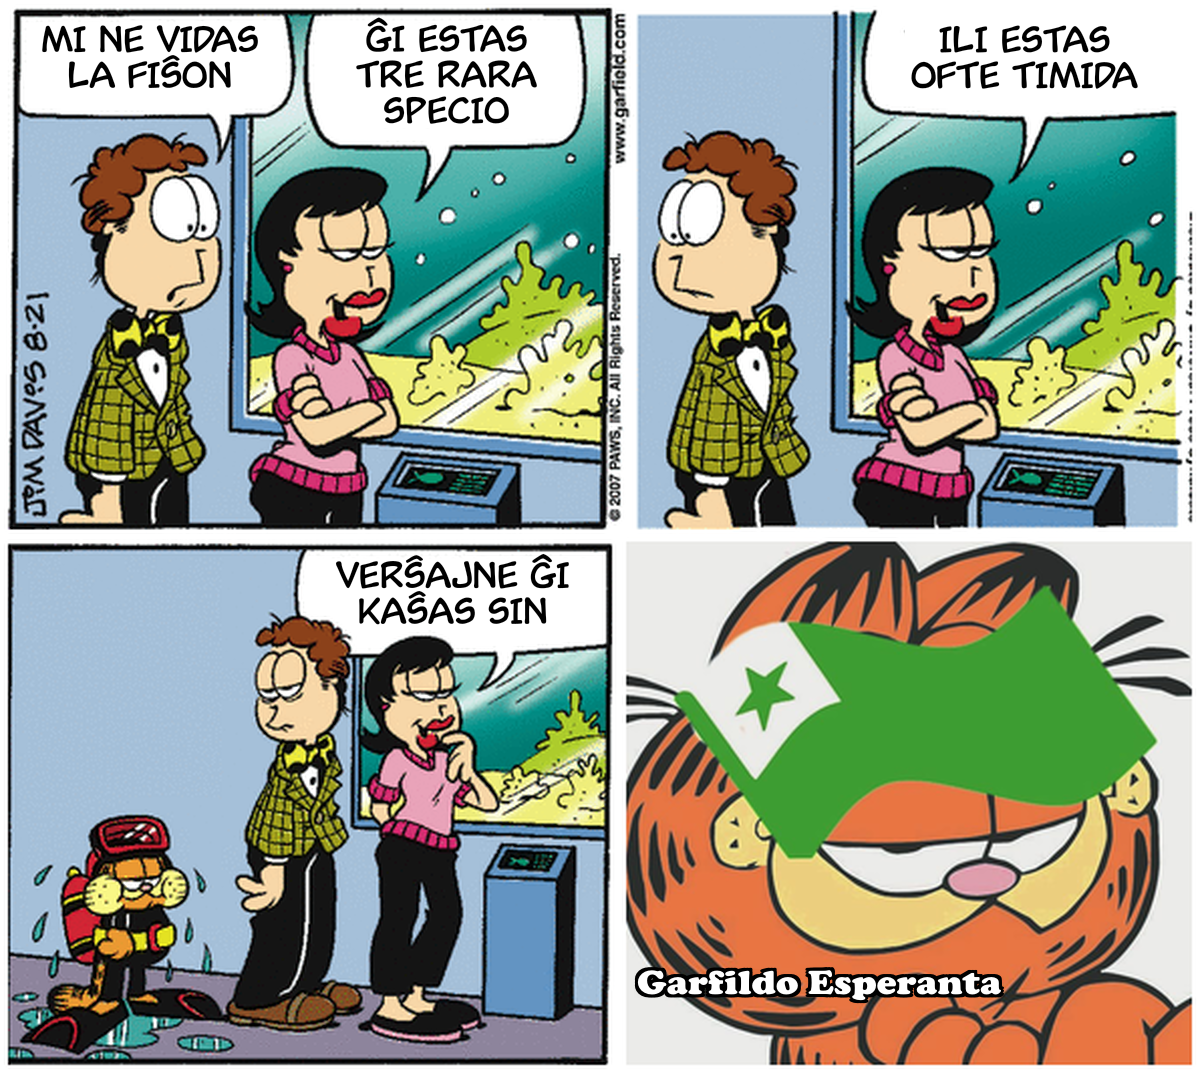 MI NE VIDAS
LA FIŜON
ĜI ESTAS
TRE RARA
SPECIO
ILI ESTAS
OFTE TIMIDA
www.garfield.com
© 2007 PAWS, INC. All Rights Reserved.
JIM DAVIS 8·21
VERŜAJNE ĜI
KAŜAS SIN
Garfildo Esperanta